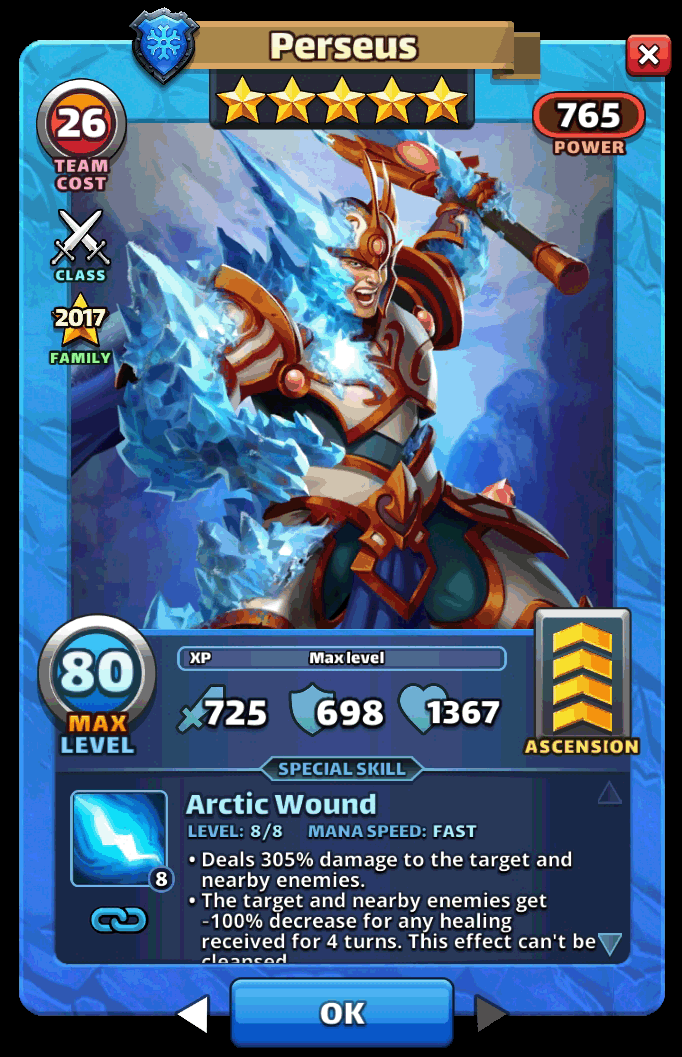 Perseus
26
TEAM
COST
765
POWER
CLASS
2017
FAMILY
80
MAX
LEVEL
XP Max level
725 698 1367
ASCENSION
SPECIAL SKILL
Arctic Wound
LEVEL: 8/8 MANA SPEED: FAST
8
• Deals 305% damage to the target and
nearby enemies.
• The target and nearby enemies get
-100% decrease for any healing
received for 4 turns. This effect can't be
cleansed
OK